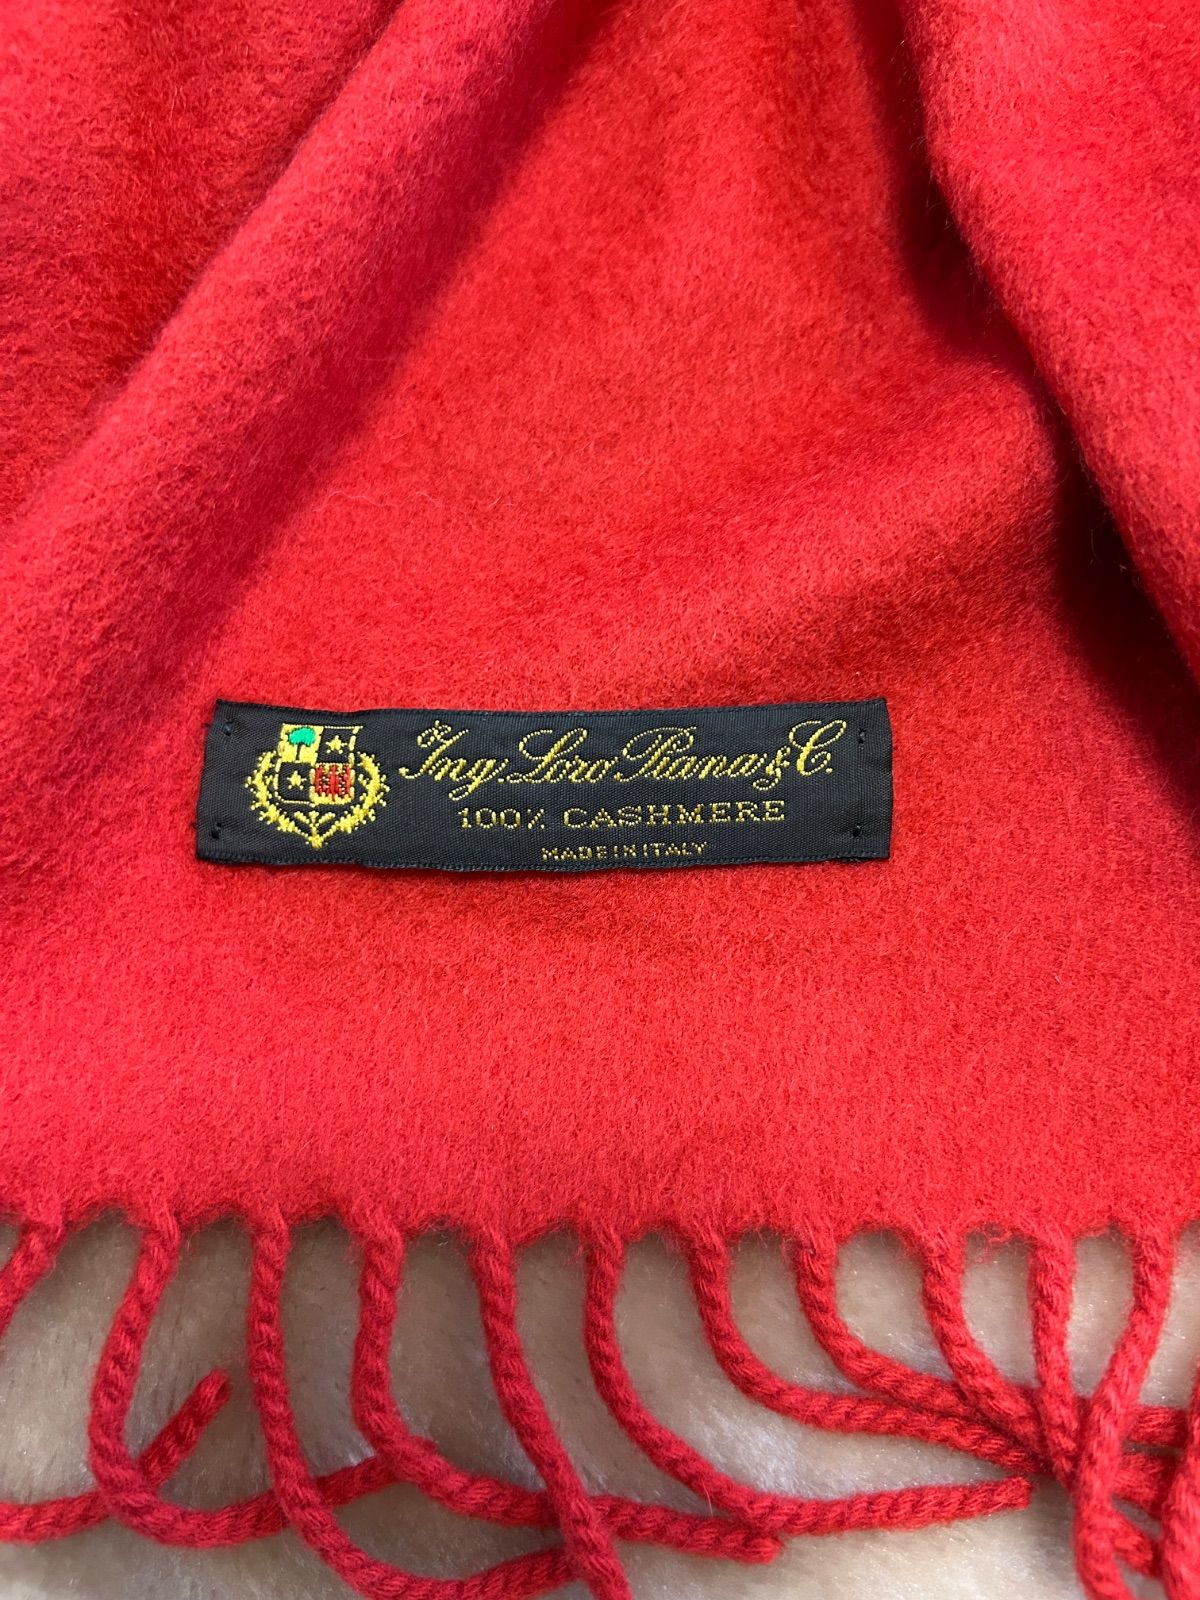 Ing. Loro Piana & C.
100% CASHMERE
MADE IN ITALY